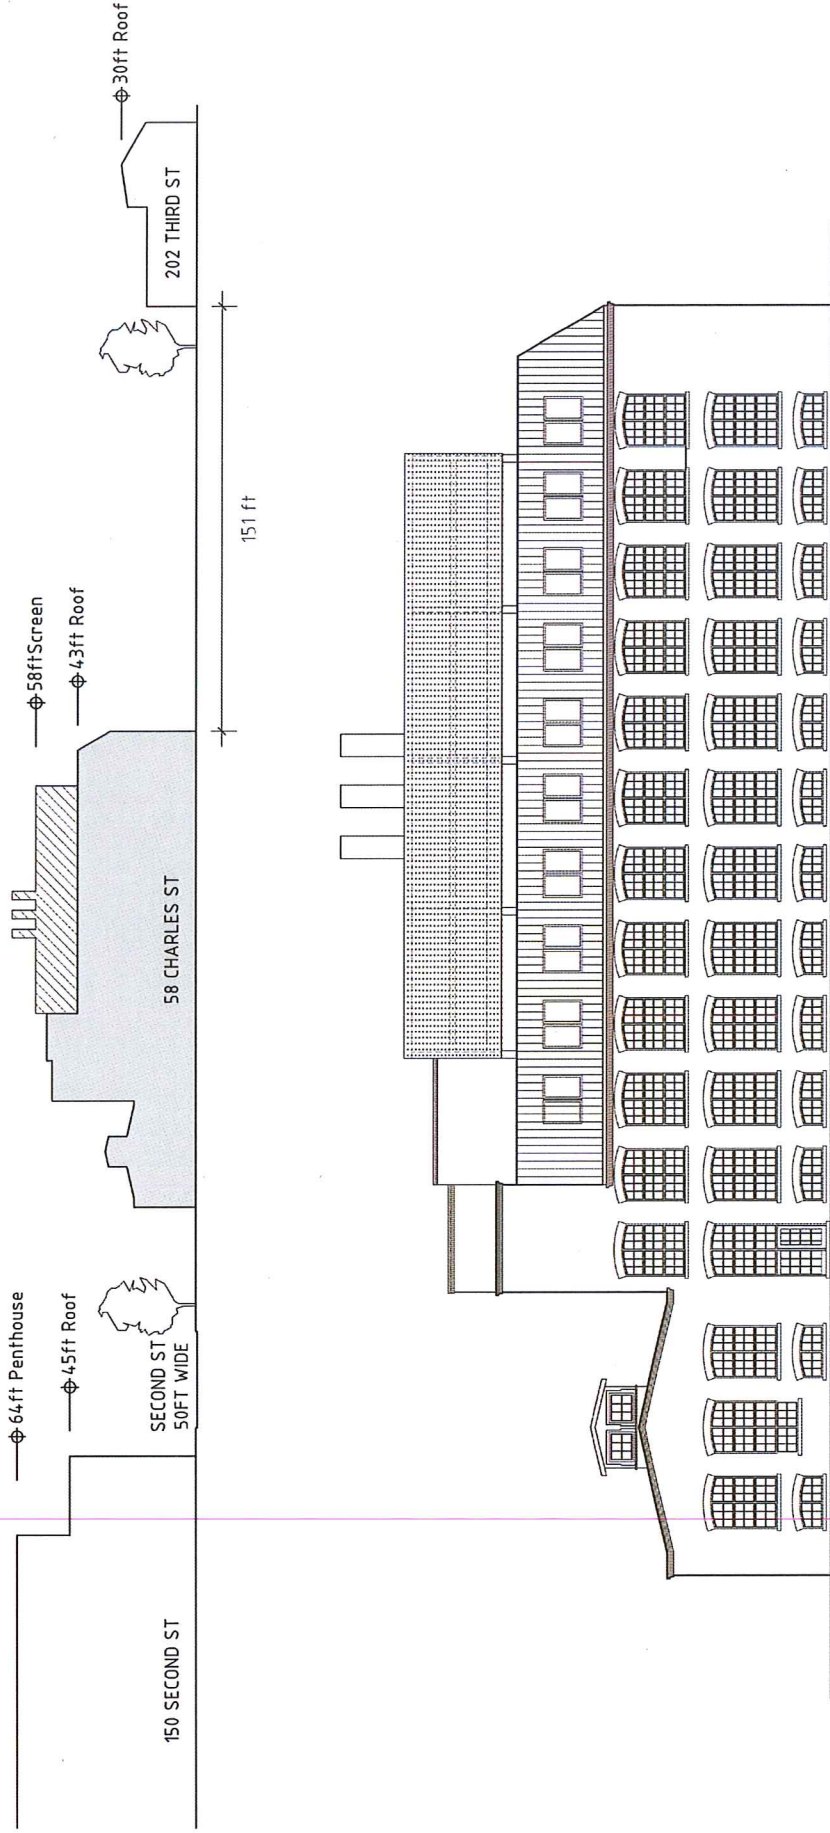 64ft Penthouse
45ft Roof
58ftScreen
43ft Roof
30ft Roof
150 SECOND ST
SECOND ST
50FT WIDE
58 CHARLES ST
202 THIRD ST
151 ft